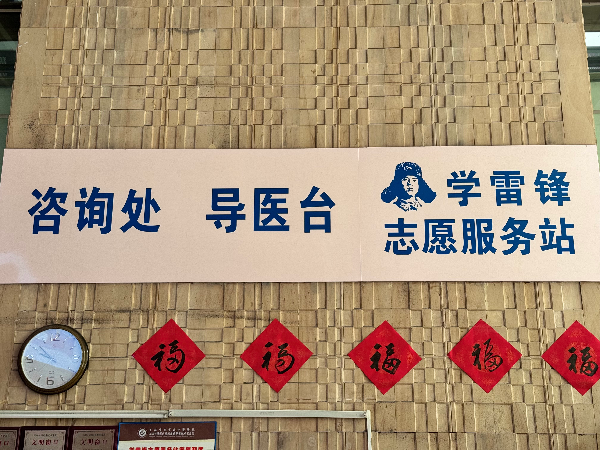 咨询处 导医台
学雷锋
志愿服务站
福 福 福 福 福